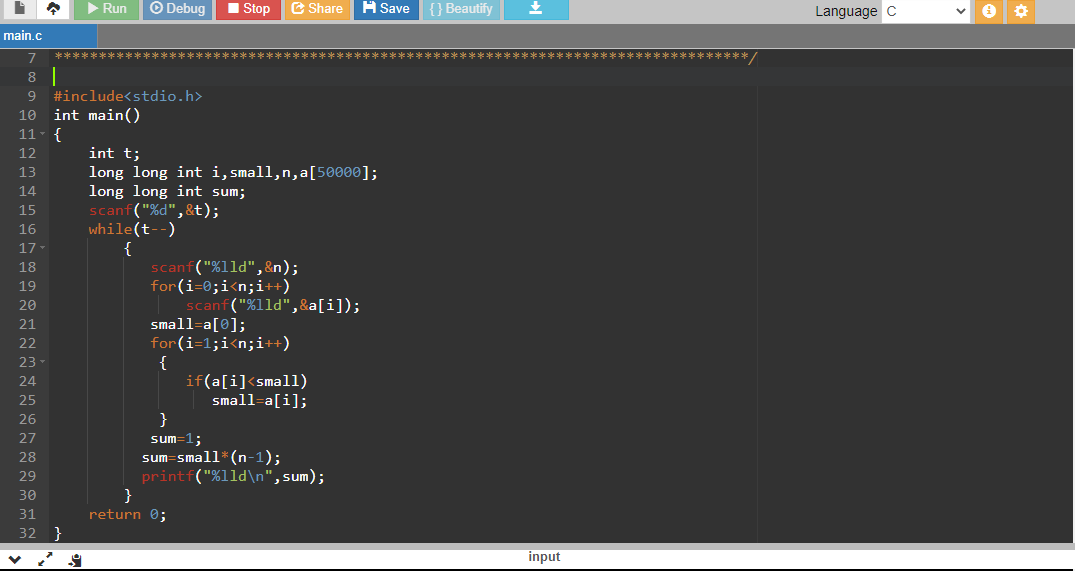 Run Debug Stop Share Save { } Beautify Language C
main.c
7 *******************************************************************************/
8
9 #include<stdio.h>
10 int main()
11 {
12     int t;
13     long long int i,small,n,a[50000];
14     long long int sum;
15     scanf("%d",&t);
16     while(t--)
17         {
18            scanf("%lld",&n);
19            for(i=0;i<n;i++)
20                scanf("%lld",&a[i]);
21            small=a[0];
22            for(i=1;i<n;i++)
23             {
24                if(a[i]<small)
25                   small=a[i];
26             }
27            sum=1;
28           sum=small*(n-1);
29           printf("%lld\n",sum);
30         }
31     return 0;
32 }
input